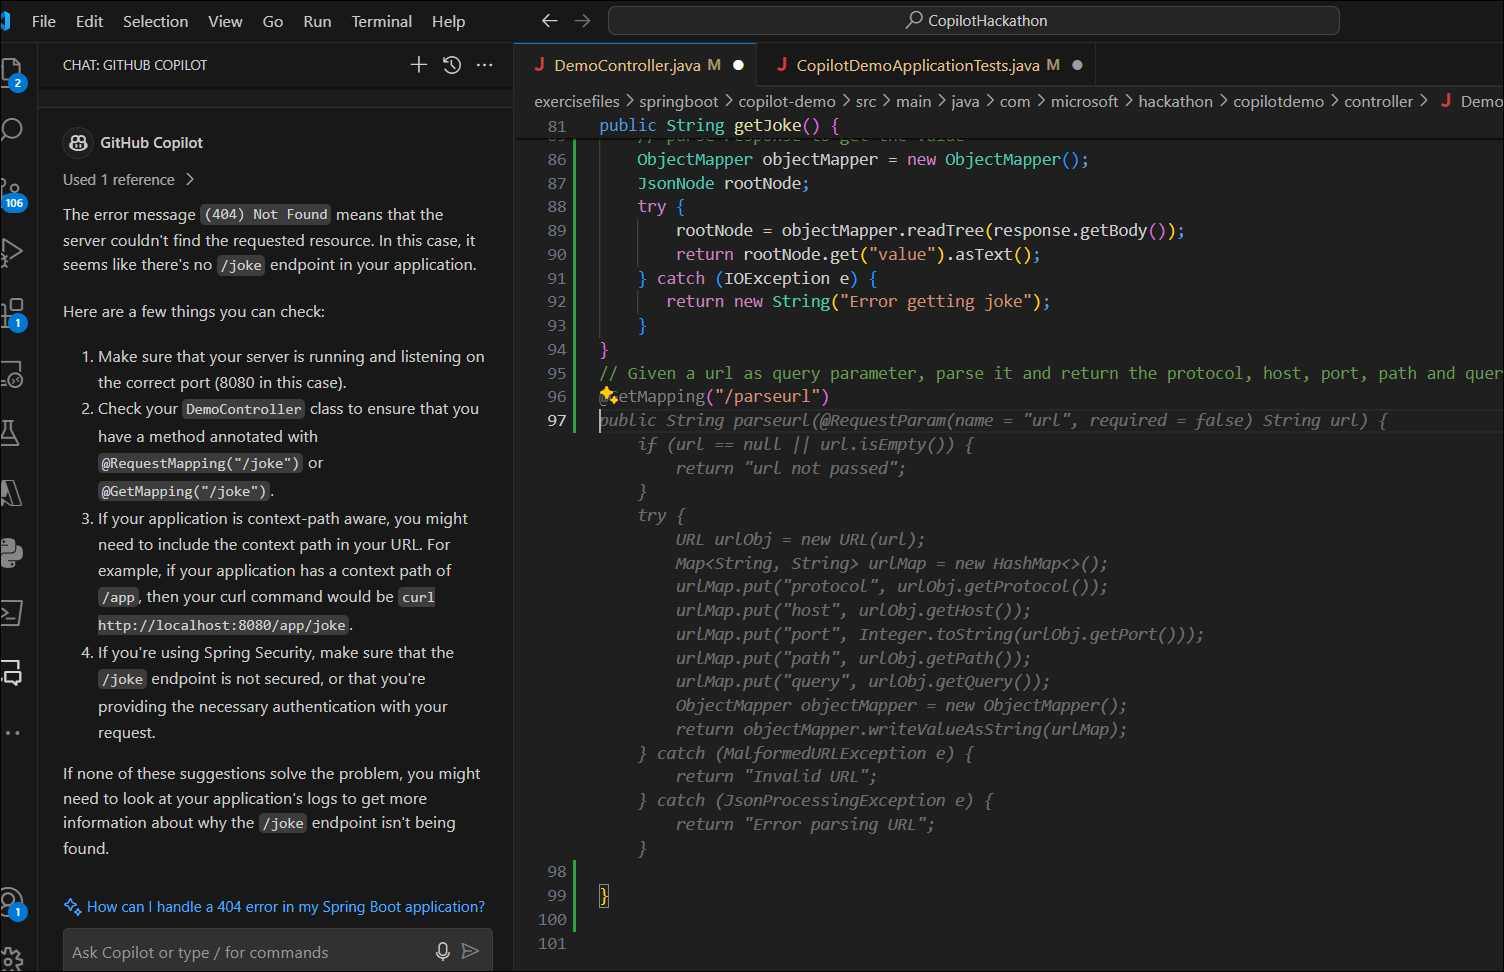 File Edit Selection View Go Run Terminal Help
CopilotHackathon
CHAT: GITHUB COPILOT
2
106
1
1
GitHub Copilot
Used 1 reference
The error message (404) Not Found means that the
server couldn't find the requested resource. In this case, it
seems like there's no /joke endpoint in your application.
Here are a few things you can check:
1. Make sure that your server is running and listening on
the correct port (8080 in this case).
2. Check your DemoController class to ensure that you
have a method annotated with
@RequestMapping("/joke") or
@GetMapping("/joke").
3. If your application is context-path aware, you might
need to include the context path in your URL. For
example, if your application has a context path of
/app, then your curl command would be curl
http://localhost:8080/app/joke.
4. If you're using Spring Security, make sure that the
/joke endpoint is not secured, or that you're
providing the necessary authentication with your
request.
If none of these suggestions solve the problem, you might
need to look at your application's logs to get more
information about why the /joke endpoint isn't being
found.
How can I handle a 404 error in my Spring Boot application?
Ask Copilot or type / for commands
J DemoController.java M
J CopilotDemoApplicationTests.java M
exercisefiles > springboot > copilot-demo > src > main > java > com > microsoft > hackathon > copilotdemo > controller > J Demo
81 public String getJoke() {
// parse response to get the value
86 ObjectMapper objectMapper = new ObjectMapper();
87 JsonNode rootNode;
88 try {
89 rootNode = objectMapper.readTree(response.getBody());
90 return rootNode.get("value").asText();
91 } catch (IOException e) {
92 return new String("Error getting joke");
93 }
94 }
95 // Given a url as query parameter, parse it and return the protocol, host, port, path and quer
96 @GetMapping("/parseurl")
97 public String parseurl(@RequestParam(name = "url", required = false) String url) {
if (url == null || url.isEmpty()) {
return "url not passed";
}
try {
URL urlObj = new URL(url);
Map<String, String> urlMap = new HashMap<>();
urlMap.put("protocol", urlObj.getProtocol());
urlMap.put("host", urlObj.getHost());
urlMap.put("port", Integer.toString(urlObj.getPort()));
urlMap.put("path", urlObj.getPath());
urlMap.put("query", urlObj.getQuery());
ObjectMapper objectMapper = new ObjectMapper();
return objectMapper.writeValueAsString(urlMap);
} catch (MalformedURLException e) {
return "Invalid URL";
} catch (JsonProcessingException e) {
return "Error parsing URL";
}
98
99 }
100
101